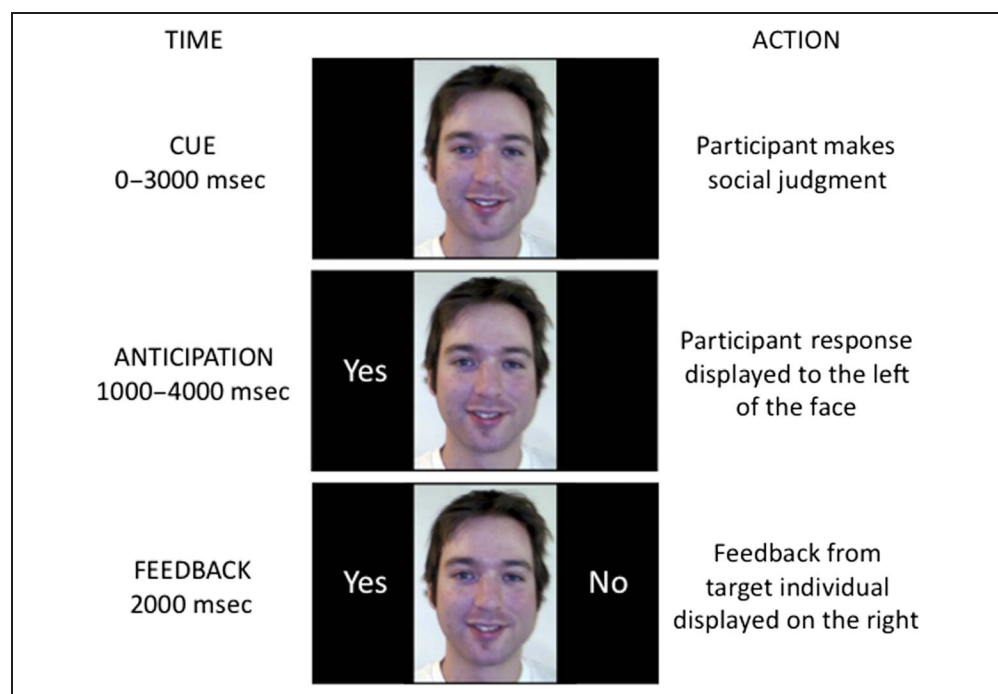 TIME
ACTION
CUE
0–3000 msec
Participant makes
social judgment
ANTICIPATION
1000–4000 msec
Yes
Participant response
displayed to the left
of the face
FEEDBACK
2000 msec
Yes
No
Feedback from
target individual
displayed on the right